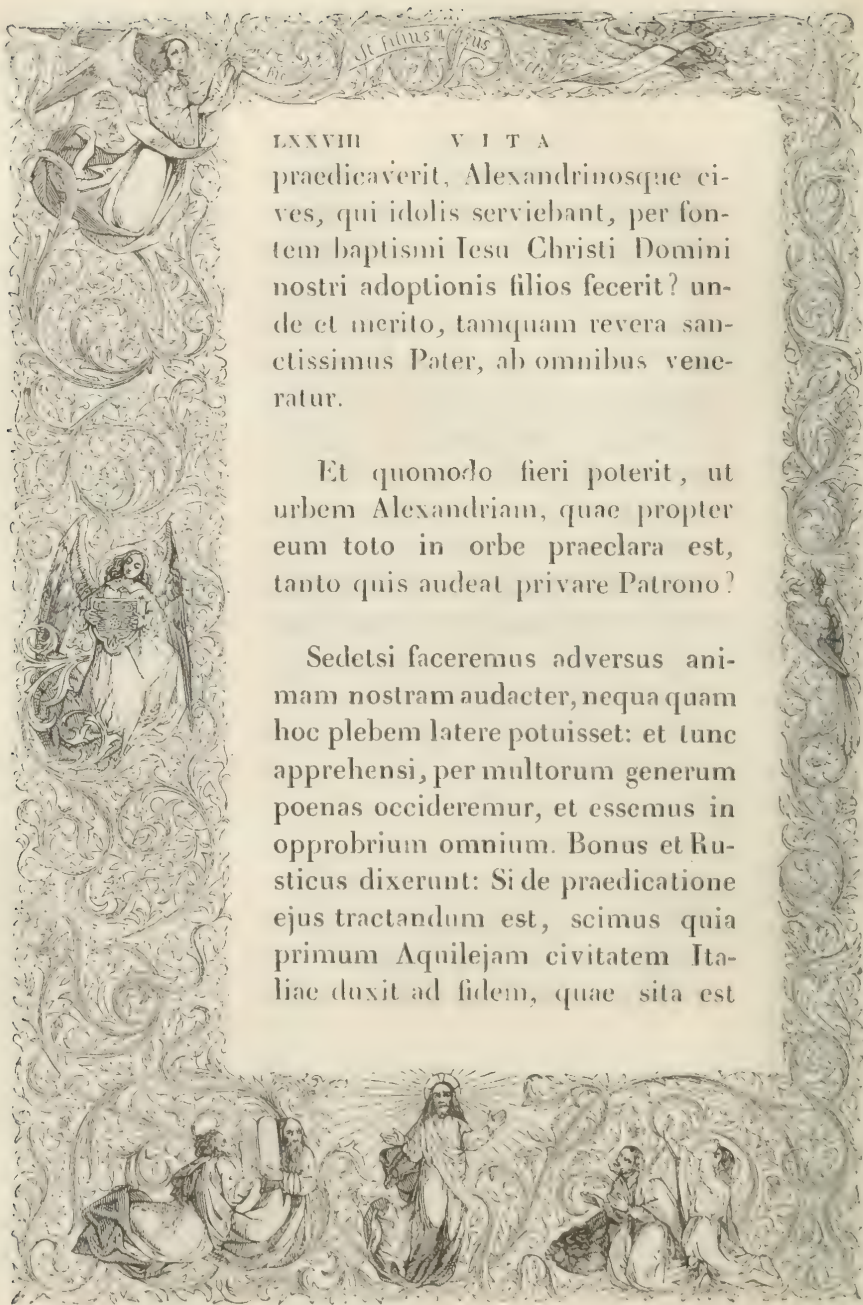 et filius Deus
LXXVIII VITA
praedicaverit, Alexandrinosque ci-
ves, qui idolis serviebant, per fon-
tem baptismi Iesu Christi Domini
nostri adoptionis filios fecerit? un-
de et merito, tamquam revera san-
ctissimus Pater, ab omnibus vene-
ratur.
Et quomodo fieri poterit, ut
urbem Alexandriam, quae propter
eum toto in orbe praeclara est,
tanto quis audeat privare Patrono?
Sedetsi faceremus adversus ani-
mam nostram audacter, nequa quam
hoc plebem latere potuisset: et tunc
apprehensi, per multorum generum
poenas occideremur, et essemus in
opprobrium omnium. Bonus et Ru-
sticus dixerunt: Si de praedicatione
ejus tractandum est, scimus quia
primum Aquilejam civitatem Ita-
liae duxit ad fidem, quae sita est